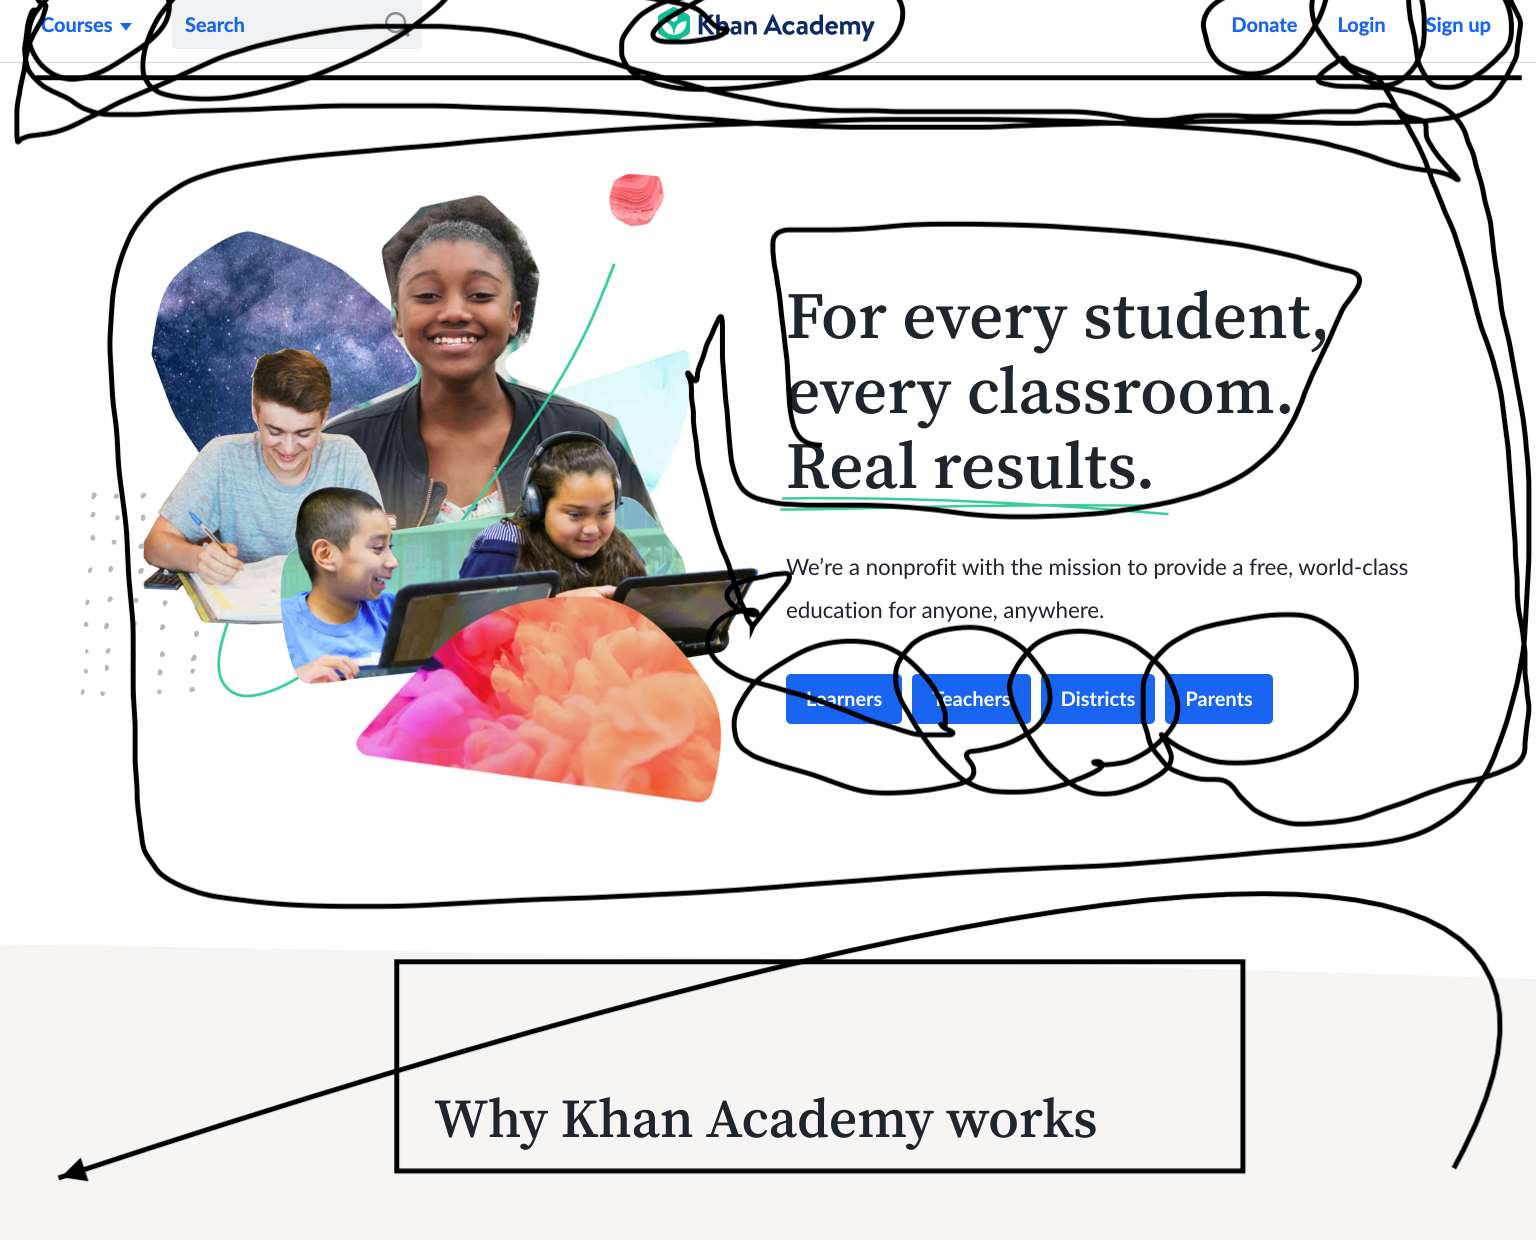 Courses
Search
Khan Academy
Donate
Login
Sign up
For every student,
every classroom.
Real results.
We’re a nonprofit with the mission to provide a free, world-class
education for anyone, anywhere.
Learners
Teachers
Districts
Parents
Why Khan Academy works